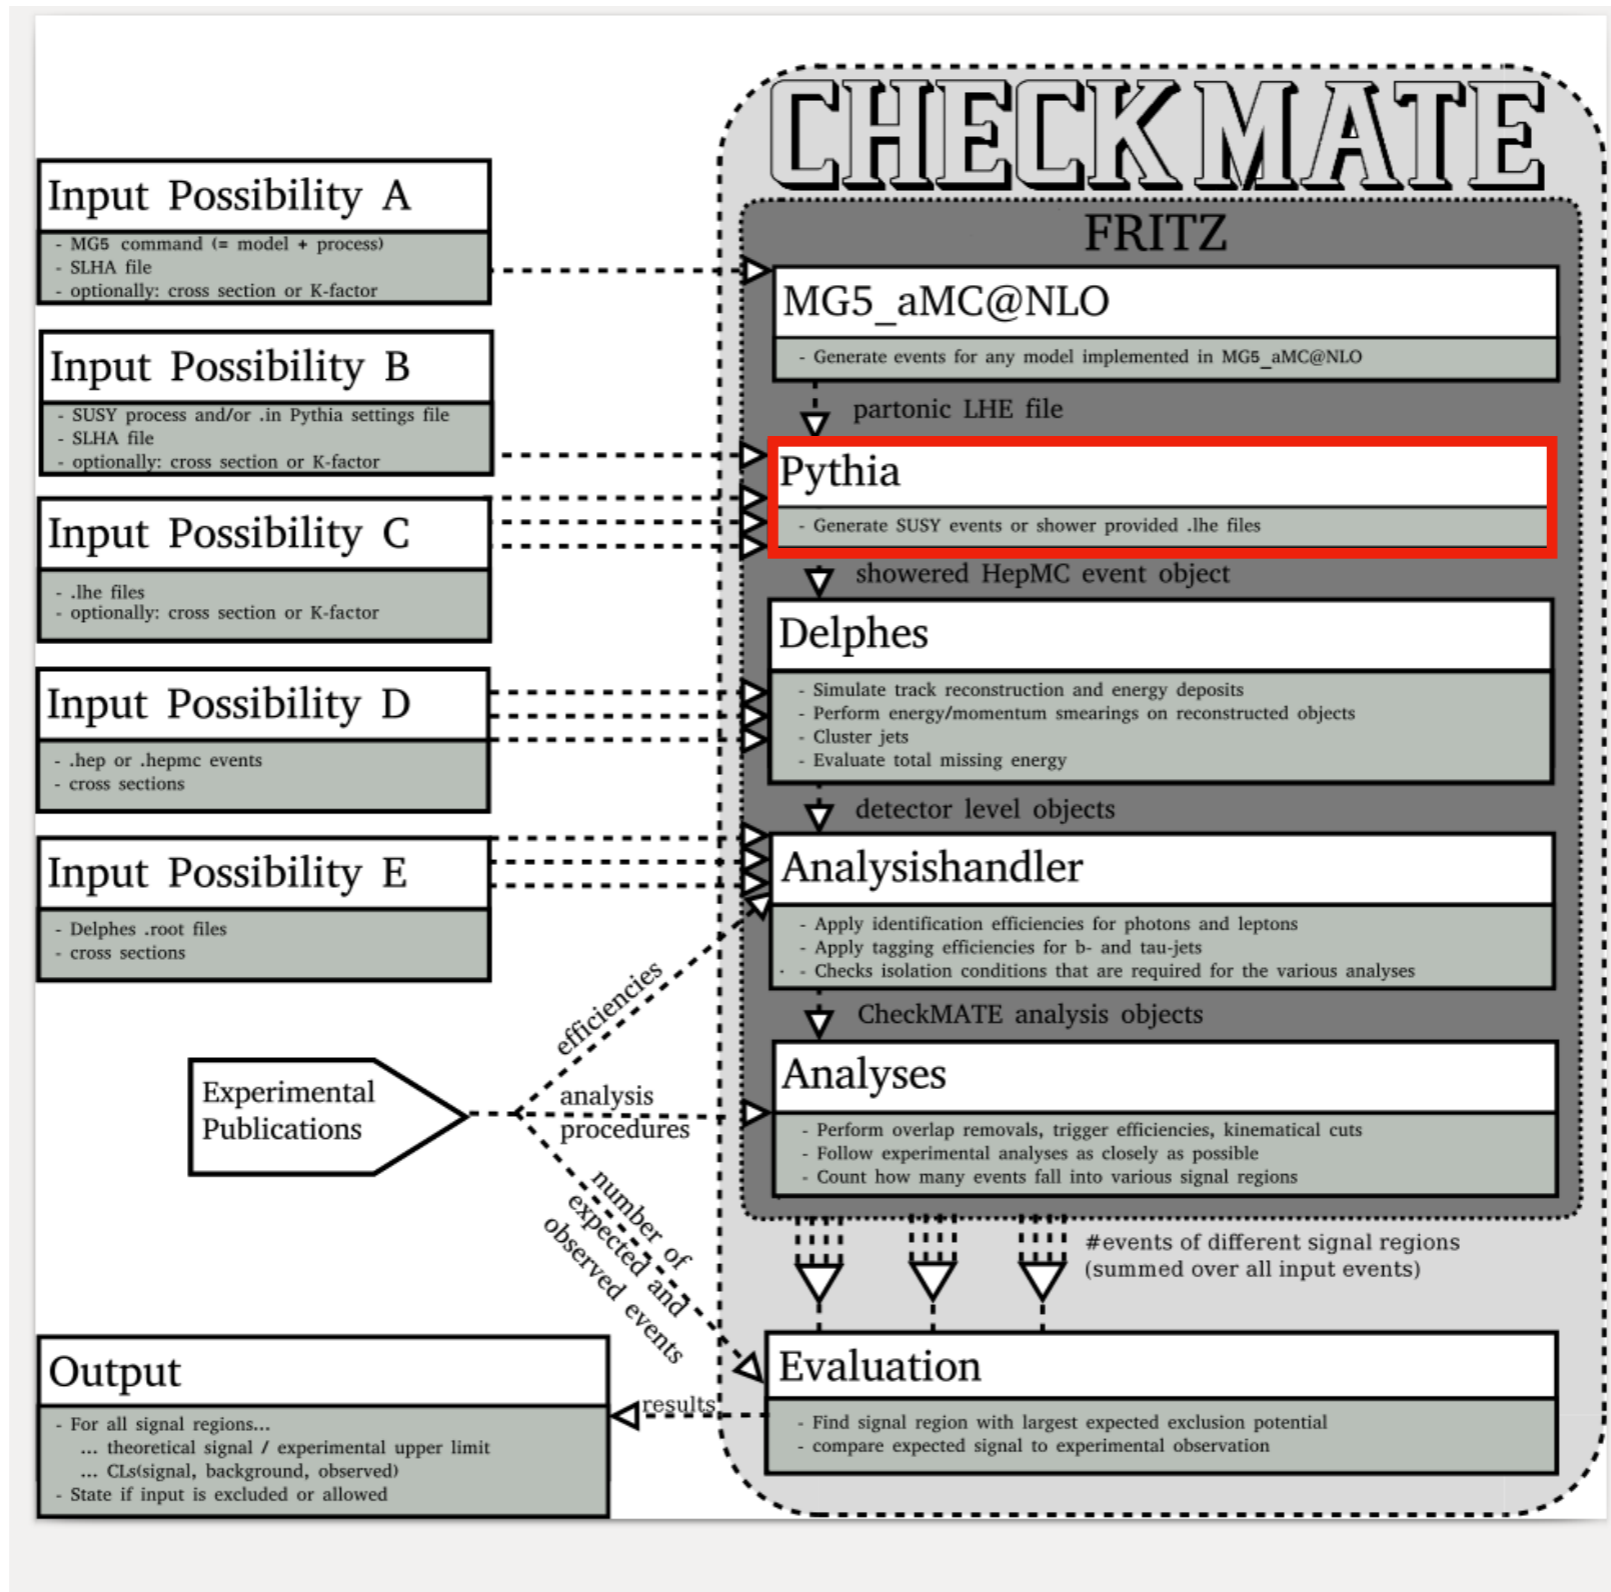 CHECKMATE
FRITZ
Input Possibility A
- MG5 command (= model + process)
- SLHA file
- optionally: cross section or K-factor
MG5_aMC@NLO
- Generate events for any model implemented in MG5_aMC@NLO
Input Possibility B
- SUSY process and/or .in Pythia settings file
- SLHA file
- optionally: cross section or K-factor
partonic LHE file
Pythia
- Generate SUSY events or shower provided .lhe files
Input Possibility C
- .lhe files
- optionally: cross section or K-factor
showered HepMC event object
Delphes
- Simulate track reconstruction and energy deposits
- Perform energy/momentum smearings on reconstructed objects
- Cluster jets
- Evaluate total missing energy
Input Possibility D
- .hep or .hepmc events
- cross sections
detector level objects
Input Possibility E
- Delphes .root files
- cross sections
Analysishandler
- Apply identification efficiencies for photons and leptons
- Apply tagging efficiencies for b- and tau-jets
- Checks isolation conditions that are required for the various analyses
efficiencies
CheckMATE analysis objects
Experimental
Publications
analysis
procedures
Analyses
- Perform overlap removals, trigger efficiencies, kinematical cuts
- Follow experimental analyses as closely as possible
- Count how many events fall into various signal regions
number of
expected and
observed events
#events of different signal regions
(summed over all input events)
Evaluation
- Find signal region with largest expected exclusion potential
- compare expected signal to experimental observation
results
Output
- For all signal regions...
... theoretical signal / experimental upper limit
... CLs(signal, background, observed)
- State if input is excluded or allowed